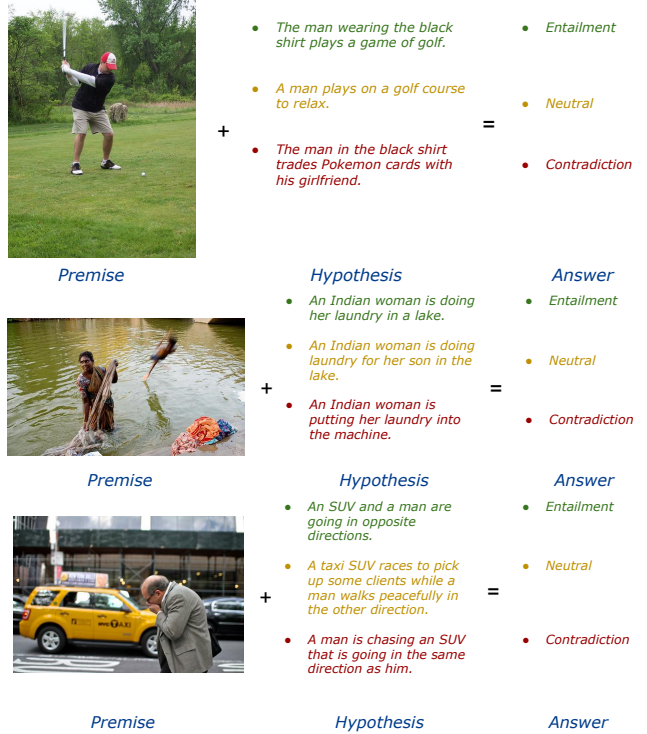 • The man wearing the black
shirt plays a game of golf.
• Entailment
• A man plays on a golf course
to relax.
• Neutral
+
=
• The man in the black shirt
trades Pokemon cards with
his girlfriend.
• Contradiction
Premise
Hypothesis
Answer
• An Indian woman is doing
her laundry in a lake.
• Entailment
• An Indian woman is doing
laundry for her son in the
lake.
• Neutral
+
=
• An Indian woman is
putting her laundry into
the machine.
• Contradiction
Premise
Hypothesis
Answer
• An SUV and a man are
going in opposite
directions.
• Entailment
• A taxi SUV races to pick
up some clients while a
man walks peacefully in
the other direction.
• Neutral
+
=
• A man is chasing an SUV
that is going in the same
direction as him.
• Contradiction
NYC TAXI
Premise
Hypothesis
Answer